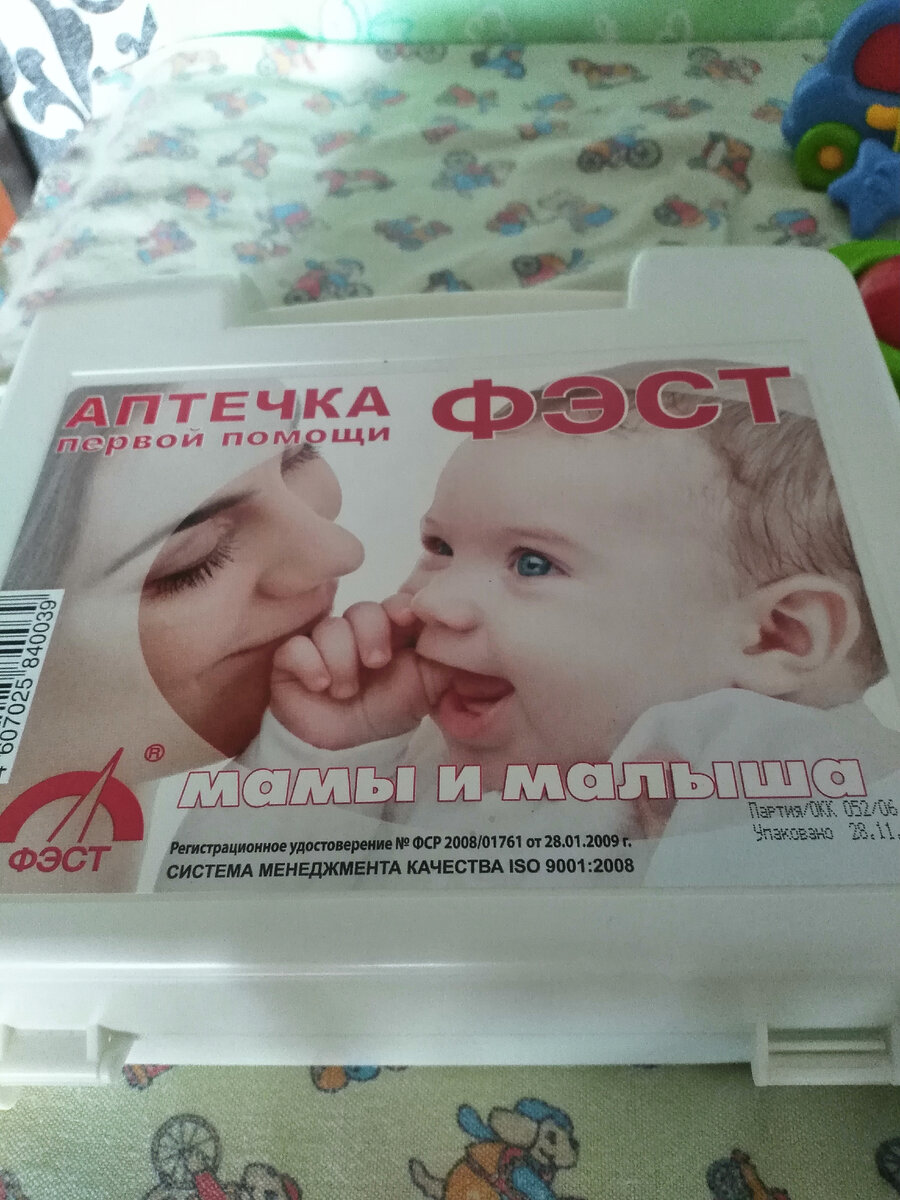 АПТЕЧКА
первой помощи
ФЭСТ
607025 840039
®
ФЭСТ
мамы и малыша
Партия/ОКК 052/06
Упаковано 28.11.
Регистрационное удостоверение № ФСР 2008/01761 от 28.01.2009 г.
СИСТЕМА МЕНЕДЖМЕНТА КАЧЕСТВА ISO 9001:2008